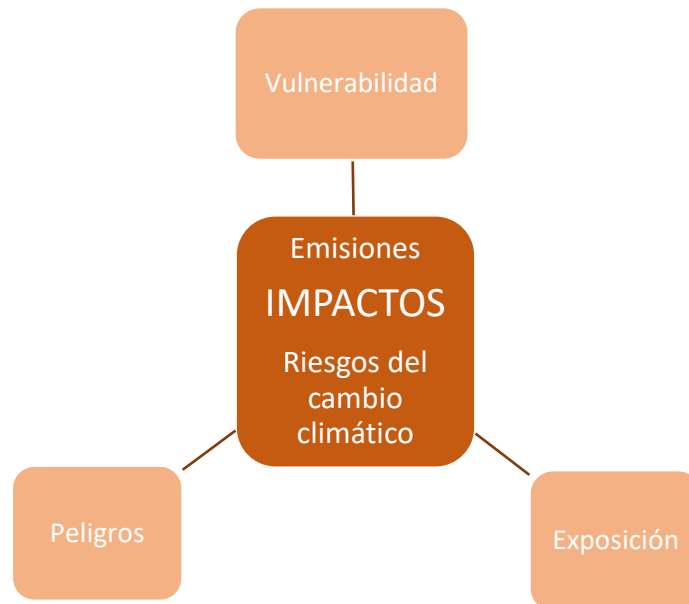 Vulnerabilidad
Emisiones
IMPACTOS
Riesgos del
cambio
climático
Peligros
Exposición